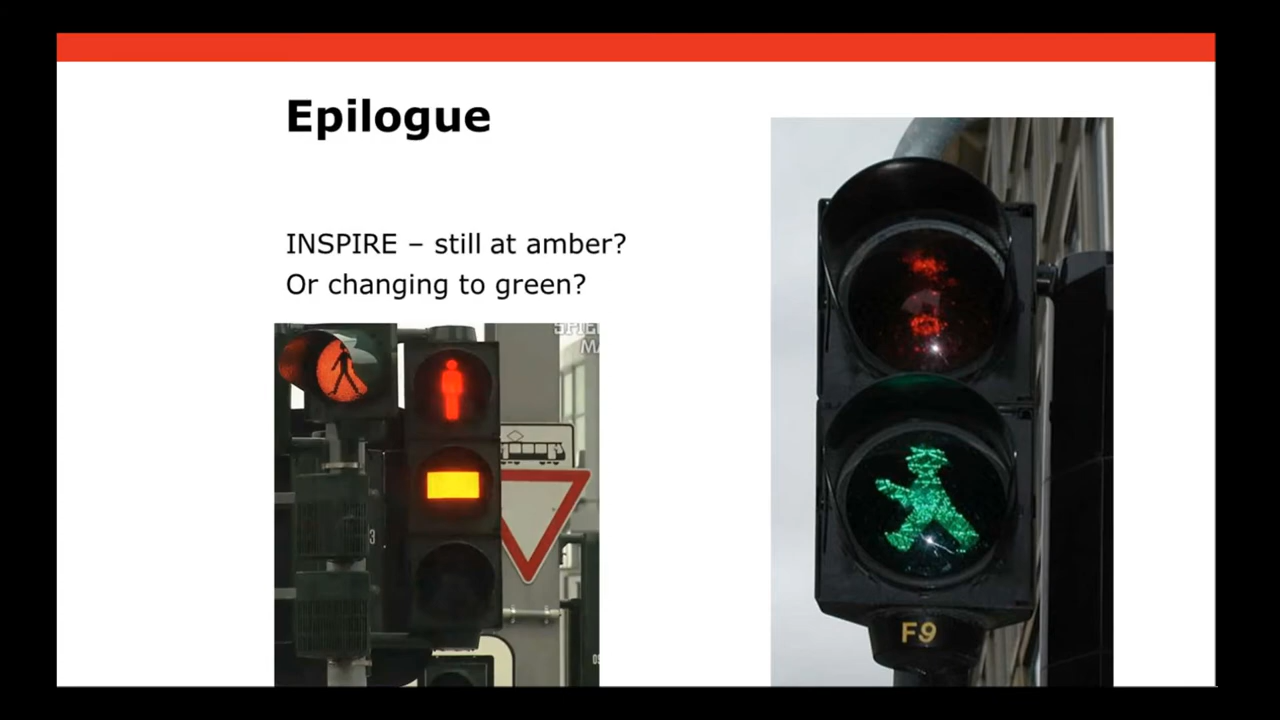 Epilogue
INSPIRE – still at amber?
Or changing to green?
F9